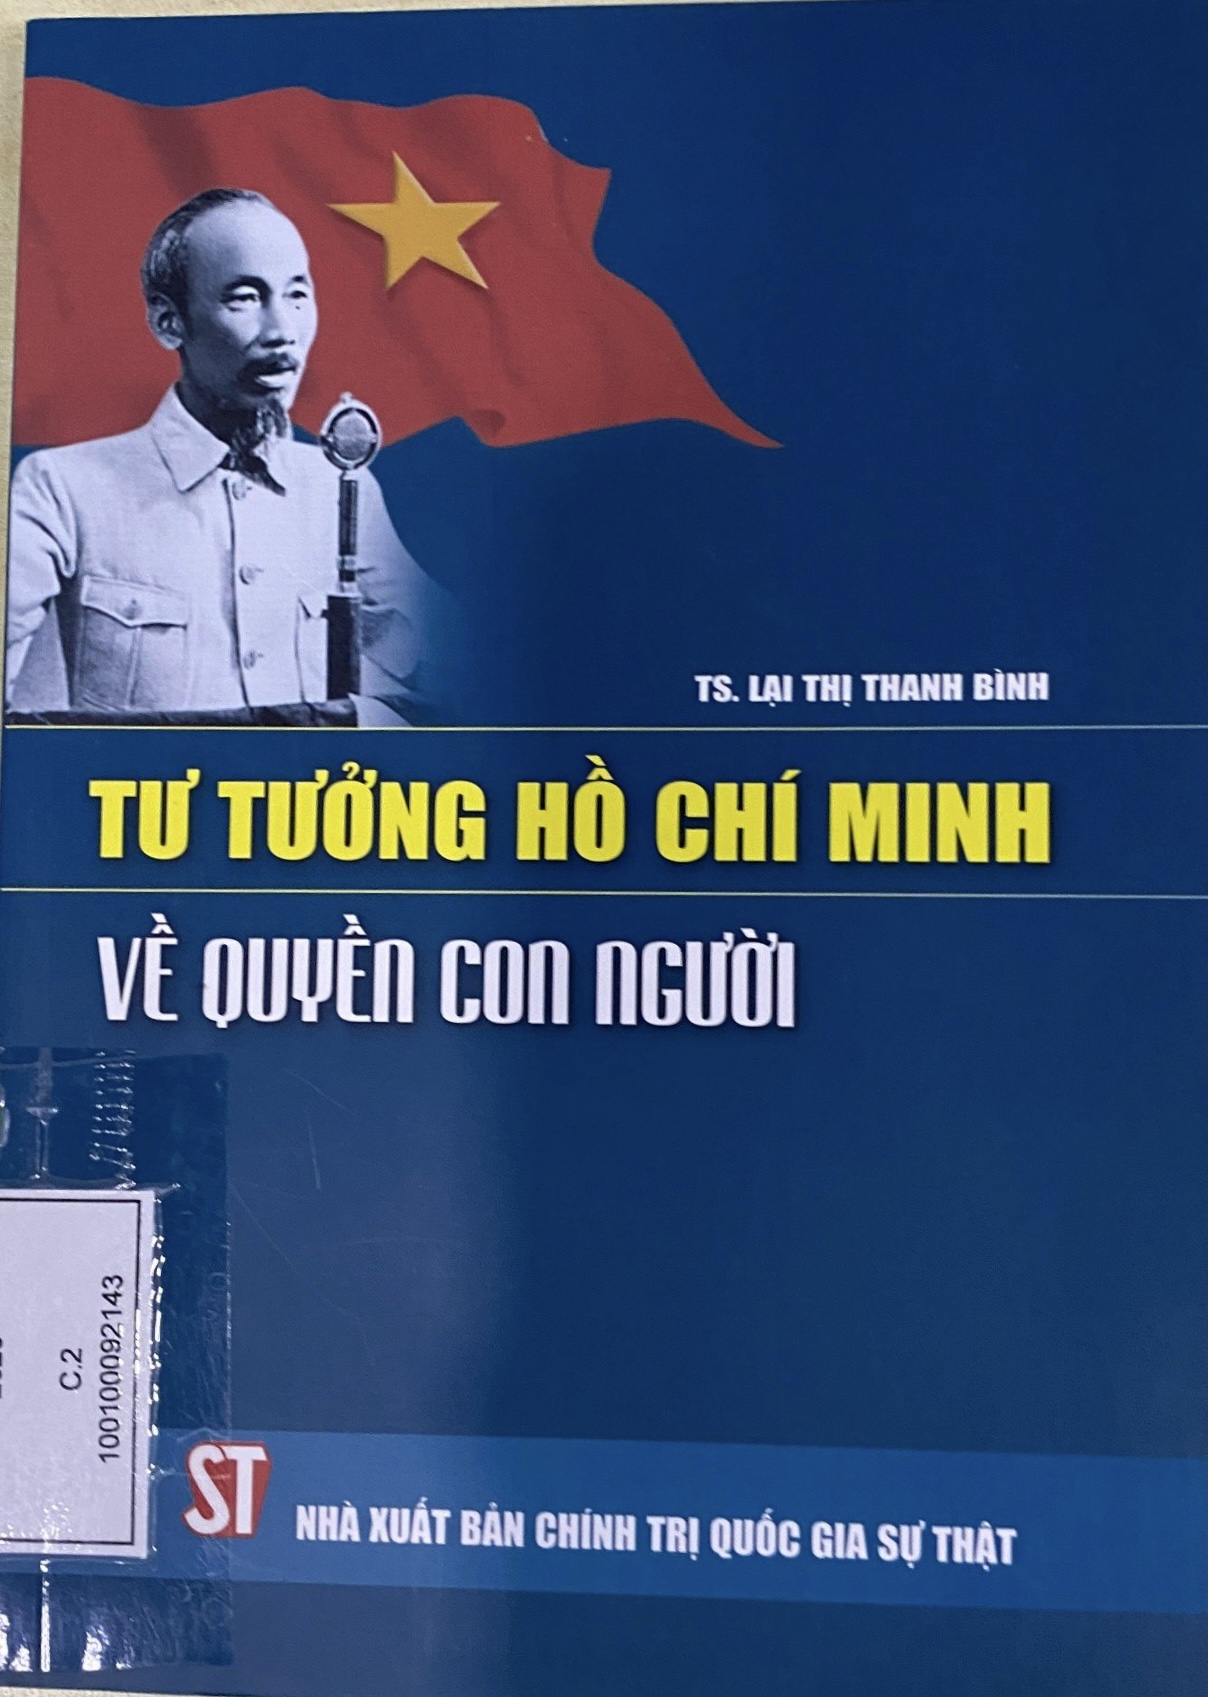 TS. LẠI THỊ THANH BÌNH
TƯ TƯỞNG HỒ CHÍ MINH
VỀ QUYỀN CON NGƯỜI
C.2
100100092143
ST
NHÀ XUẤT BẢN CHÍNH TRỊ QUỐC GIA SỰ THẬT